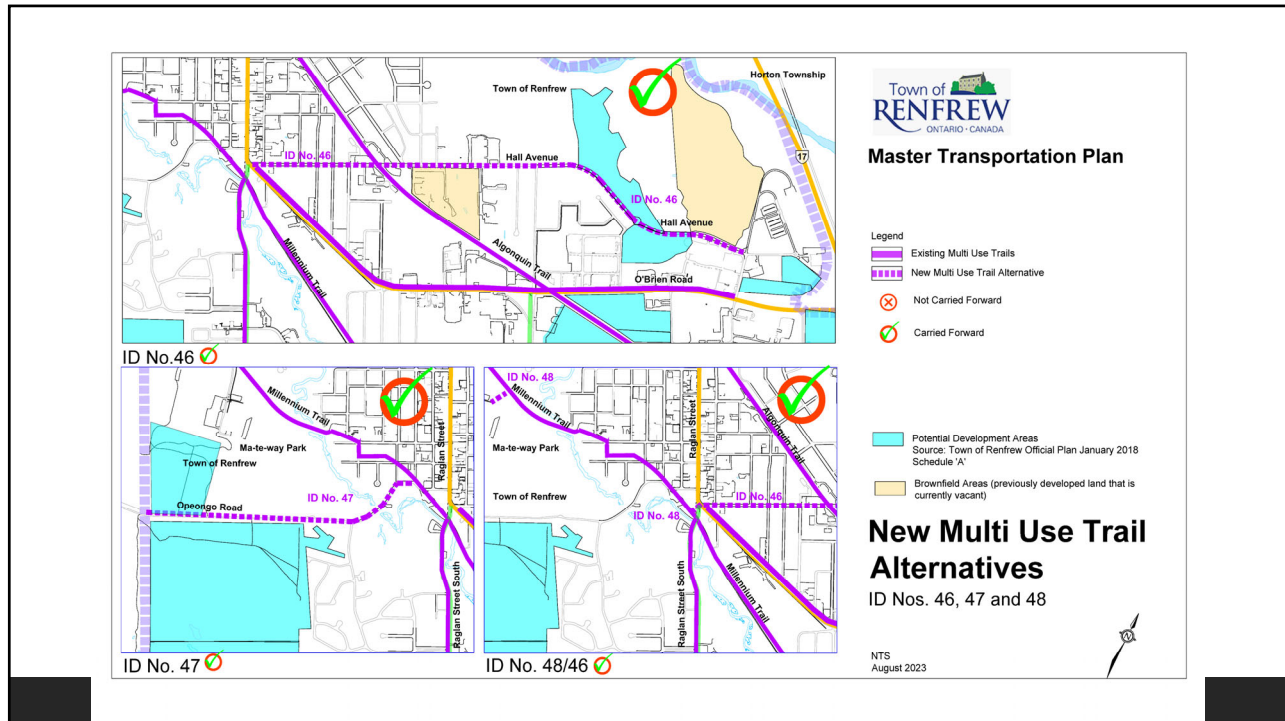 Horton Township
Town of Renfrew
17
ID No. 46
Hall Avenue
ID No. 46
Hall Avenue
Millennium Trail
Algonquin Trail
O'Brien Road
ID No.46
Millennium Trail
Raglan Street
Ma-te-way Park
Town of Renfrew
ID No. 47
Opeongo Road
Raglan Street South
ID No. 47
ID No. 48
Millennium Trail
Algonquin Trail
Raglan Street
Ma-te-way Park
Town of Renfrew
ID No. 46
ID No. 48
Millennium Trail
Raglan Street South
ID No. 48/46
Town of
RENFREW
ONTARIO · CANADA
Master Transportation Plan
Legend
Existing Multi Use Trails
New Multi Use Trail Alternative
Not Carried Forward
Carried Forward
Potential Development Areas
Source: Town of Renfrew Official Plan January 2018
Schedule 'A'
Brownfield Areas (previously developed land that is
currently vacant)
New Multi Use Trail
Alternatives
ID Nos. 46, 47 and 48
N
NTS
August 2023